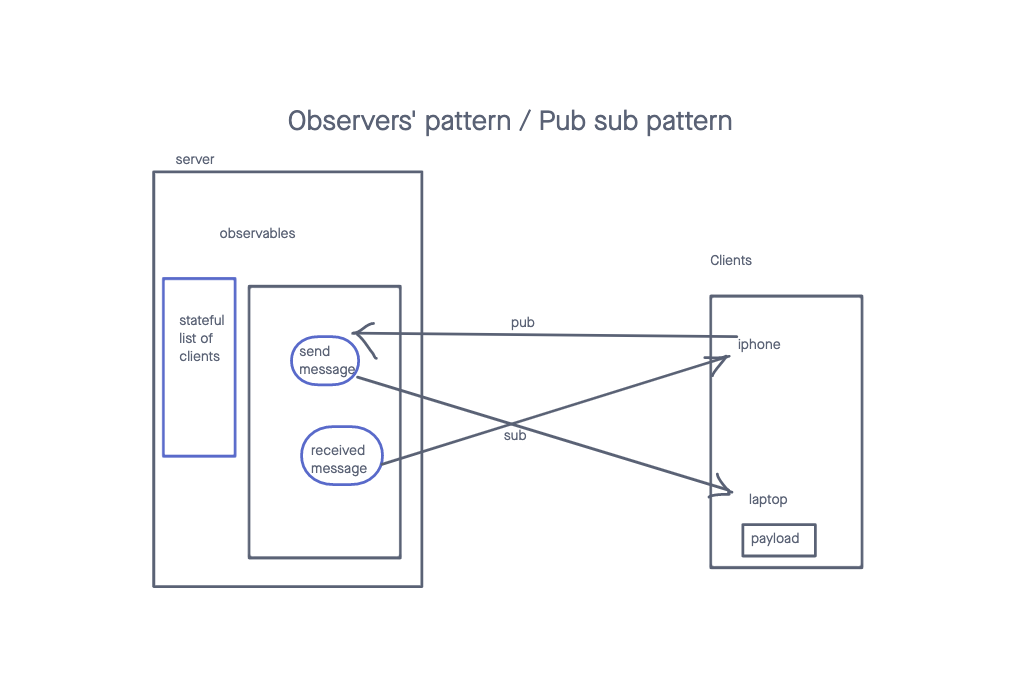 Observers' pattern / Pub sub pattern
server
observables
stateful
list of
clients
send
message
received
message
pub
sub
Clients
iphone
laptop
payload